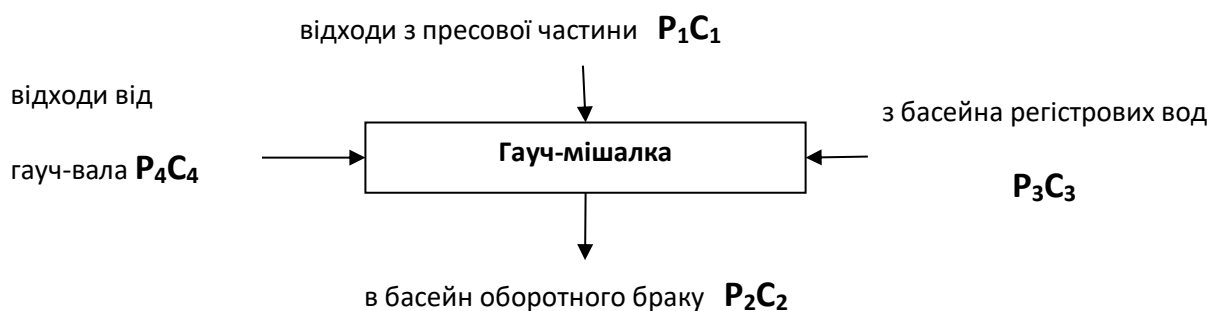 відходи з пресової частини P₁C₁
відходи від
гауч-вала P₄C₄
Гауч-мішалка
з басейна регістрових вод
P₃C₃
в басейн оборотного браку P₂C₂